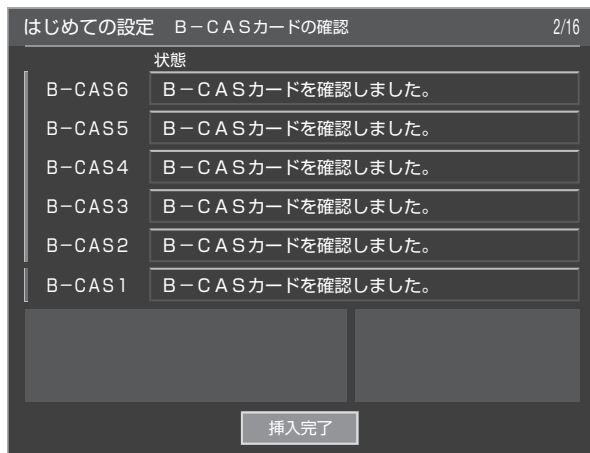 はじめての設定 B－CASカードの確認 2/16
状態
B－CAS6 B－CASカードを確認しました。
B－CAS5 B－CASカードを確認しました。
B－CAS4 B－CASカードを確認しました。
B－CAS3 B－CASカードを確認しました。
B－CAS2 B－CASカードを確認しました。
B－CAS1 B－CASカードを確認しました。
挿入完了